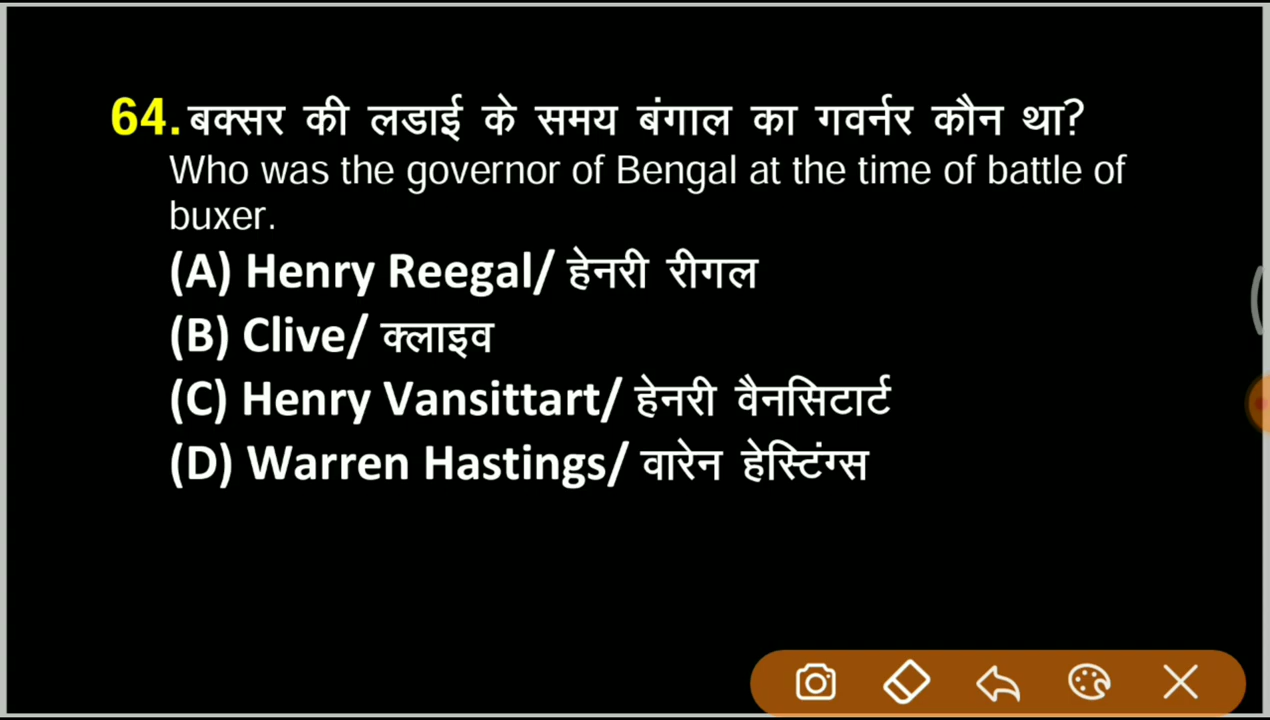 64. बक्सर की लडाई के समय बंगाल का गवर्नर कौन था?
Who was the governor of Bengal at the time of battle of
buxer.
(A) Henry Reegal/ हेनरी रीगल
(B) Clive/ क्लाइव
(C) Henry Vansittart/ हेनरी वैनसिटार्ट
(D) Warren Hastings/ वारेन हेस्टिंग्स